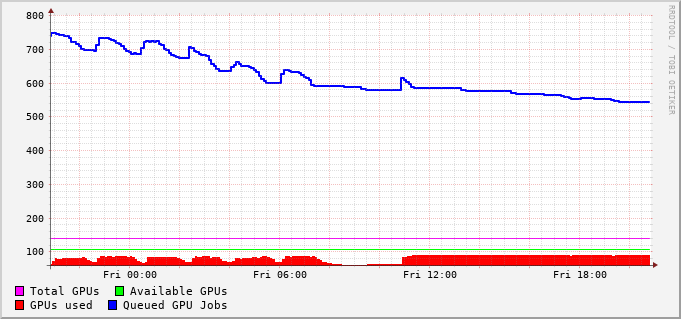 800
700
600
500
400
300
200
100
Fri 00:00 Fri 06:00 Fri 12:00 Fri 18:00
Total GPUs Available GPUs
GPUs used Queued GPU Jobs
RRDTOOL / TOBI OETIKER